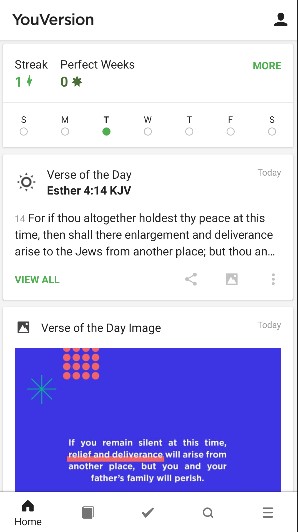 YouVersion
Streak Perfect Weeks
1 0 MORE
S M T W T F S
Verse of the Day Today
Esther 4:14 KJV
14 For if thou altogether holdest thy peace at this
time, then shall there enlargement and deliverance
arise to the Jews from another place; but thou an...
VIEW ALL
Verse of the Day Image Today
If you remain silent at this time,
relief and deliverance will arise from
another place, but you and your
father's family will perish.
Home